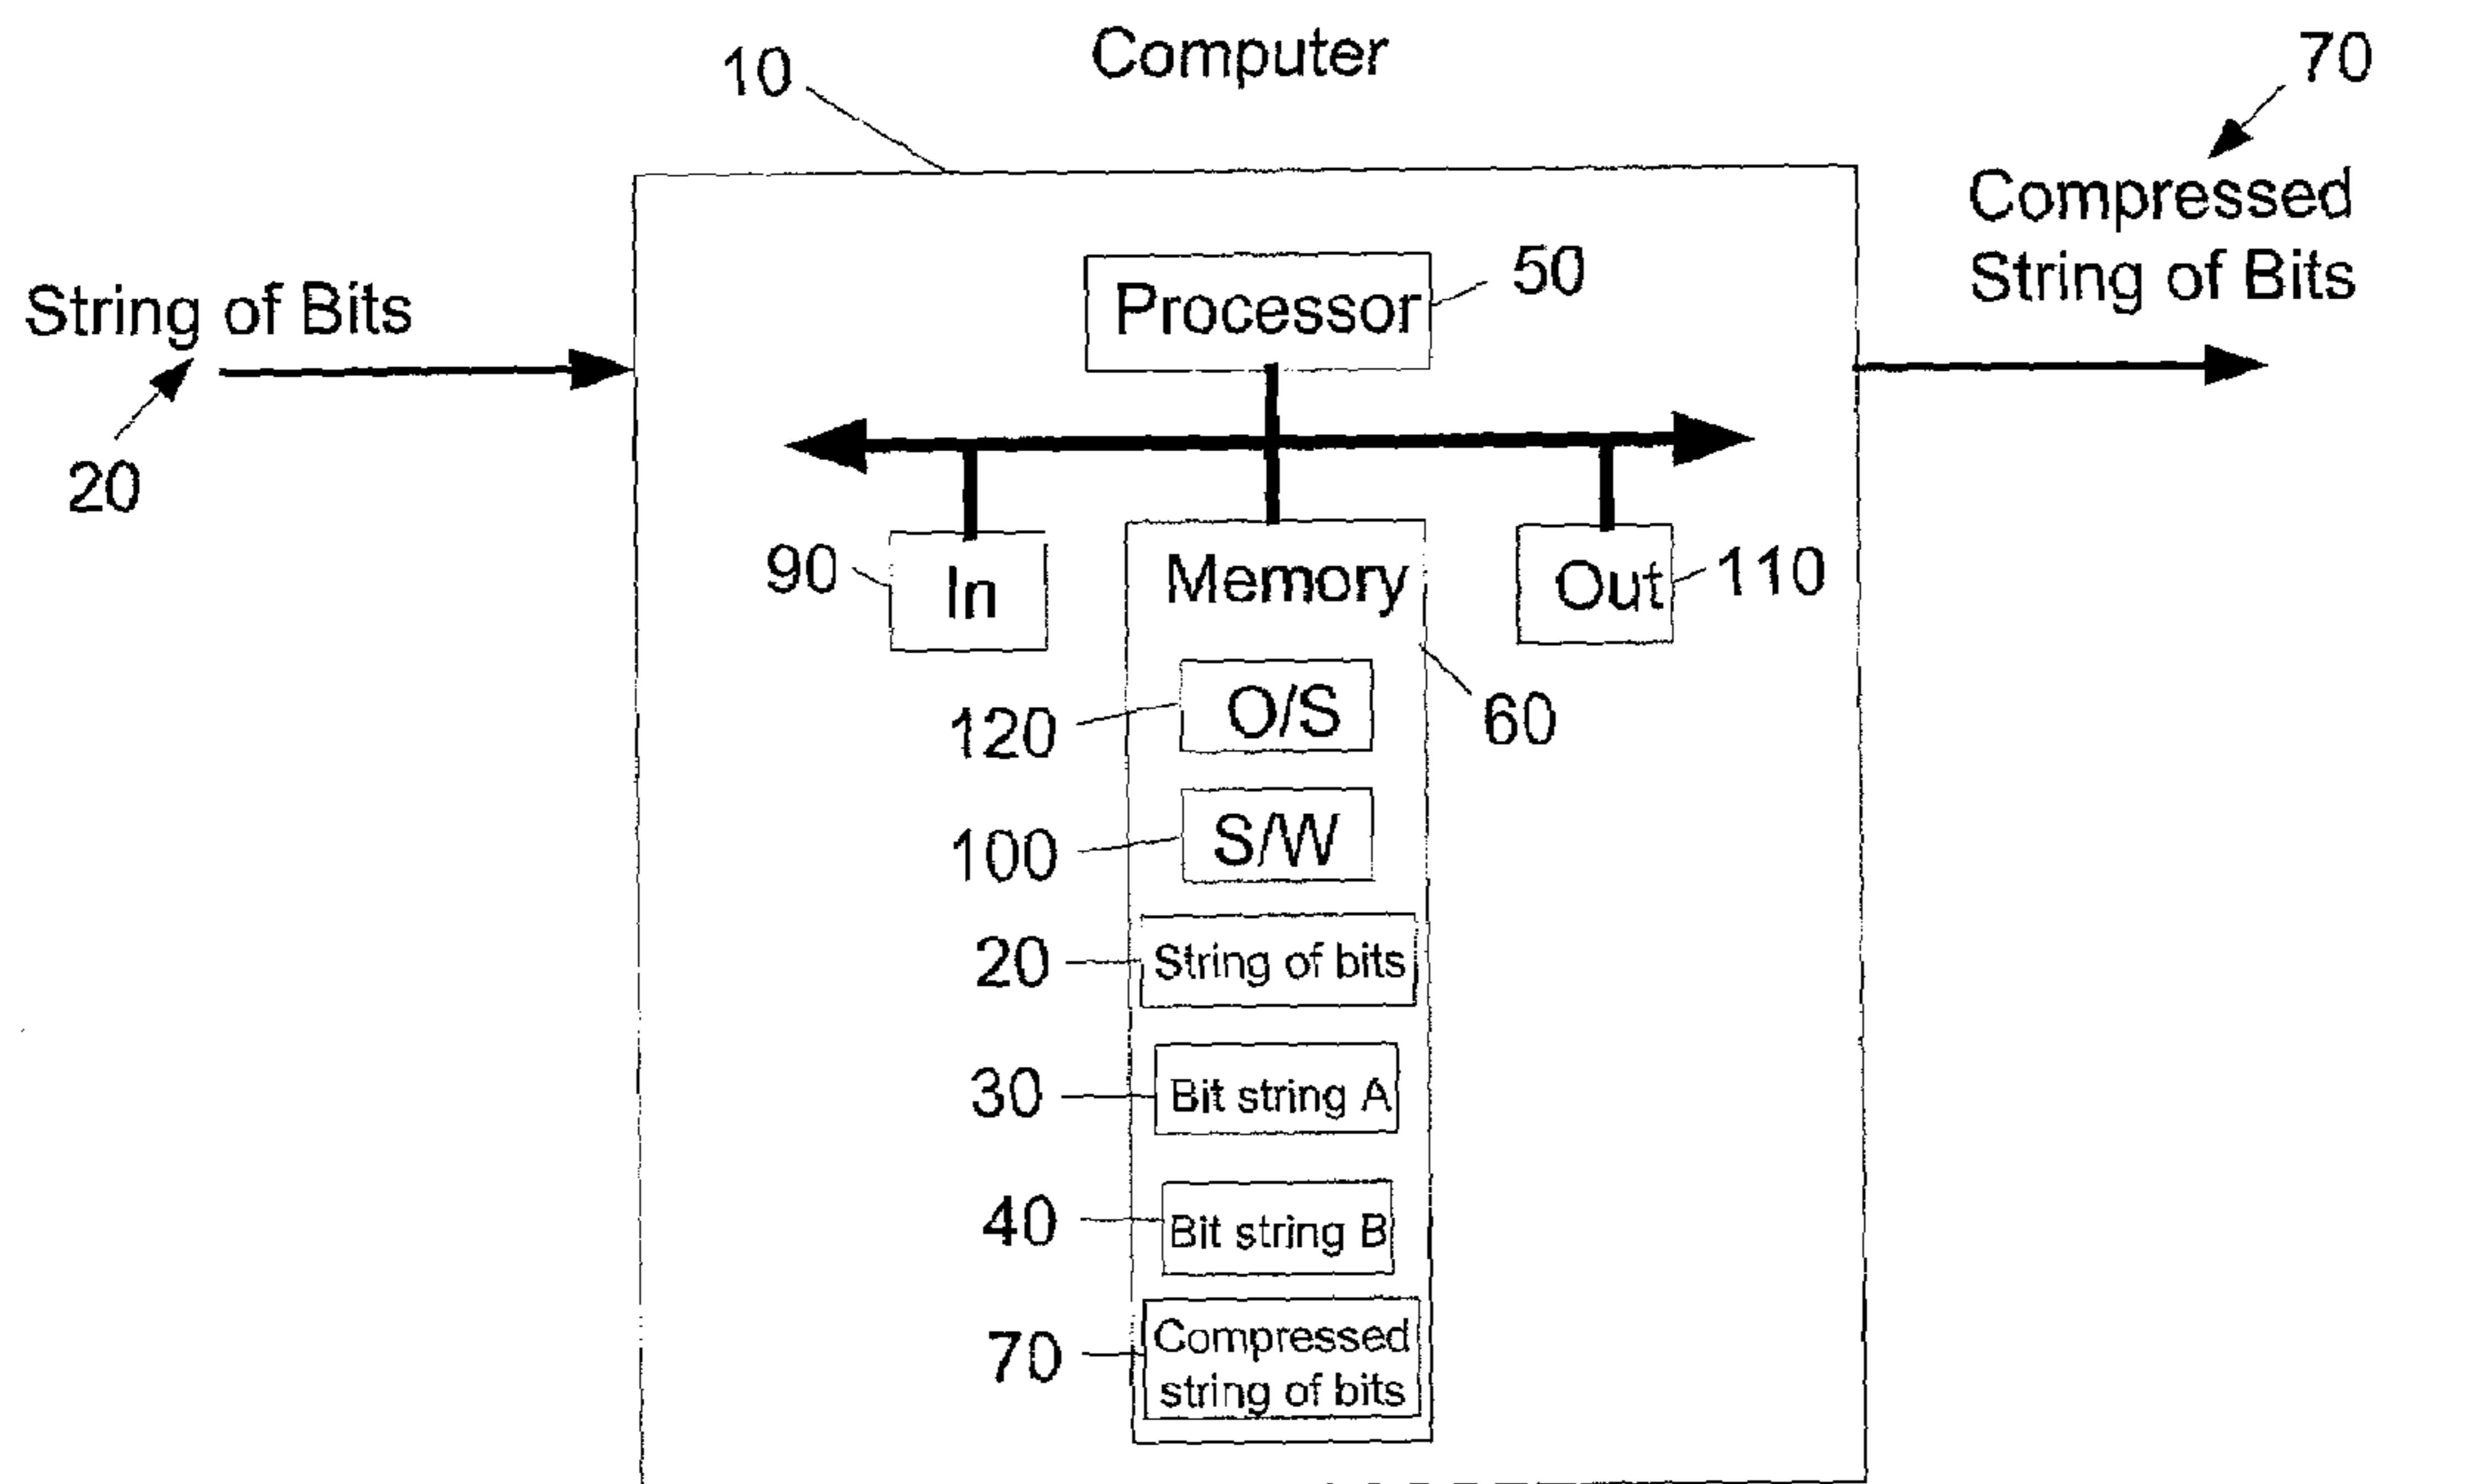 Computer
10
70
Compressed
String of Bits
String of Bits
20
Processor
50
90
In
Memory
Out
110
60
O/S
120
S/W
100
20
String of bits
30
Bit string A
40
Bit string B
70
Compressed
string of bits